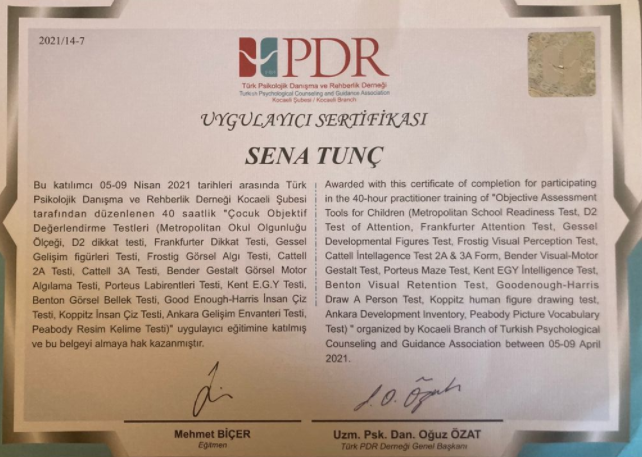 2021/14-7
PDR
Türk Psikolojik Danışma ve Rehberlik Derneği
Turkish Psychological Counseling and Guidance Association
Kocaeli Şubesi / Kocaeli Branch
UYGULAYICI SERTİFİKASI
SENA TUNÇ
Bu katılımcı 05-09 Nisan 2021 tarihleri arasında Türk
Psikolojik Danışma ve Rehberlik Derneği Kocaeli Şubesi
tarafından düzenlenen 40 saatlik "Çocuk Objektif
Değerlendirme Testleri (Metropolitan Okul Olgunluğu
Ölçeği, D2 dikkat testi, Frankfurter Dikkat Testi, Gessel
Gelişim figürleri Testi, Frostig Görsel Algı Testi, Cattell
2A Testi, Cattell 3A Testi, Bender Gestalt Görsel Motor
Algılama Testi, Porteus Labirentleri Testi, Kent E.G.Y Testi,
Benton Görsel Bellek Testi, Good Enough-Harris İnsan Çiz
Testi, Koppitz İnsan Çiz Testi, Ankara Gelişim Envanteri Testi,
Peabody Resim Kelime Testi)" uygulayıcı eğitimine katılmış
ve bu belgeyi almaya hak kazanmıştır.
Awarded with this certificate of completion for participating
in the 40-hour practitioner training of "Objective Assessment
Tools for Children (Metropolitan School Readiness Test, D2
Test of Attention, Frankfurter Attention Test, Gessel
Developmental Figures Test, Frostig Visual Perception Test,
Cattell İntellagence Test 2A & 3A Form, Bender Visual-Motor
Gestalt Test, Porteus Maze Test, Kent EGY İntelligence Test,
Benton Visual Retention Test, Goodenough-Harris
Draw A Person Test, Koppitz human figure drawing test,
Ankara Development Inventory, Peabody Picture Vocabulary
Test) " organized by Kocaeli Branch of Turkish Psychological
Counseling and Guidance Association between 05-09 April
2021.
Mehmet BİÇER
Eğitmen
Uzm. Psk. Dan. Oğuz ÖZAT
Türk PDR Derneği Genel Başkanı